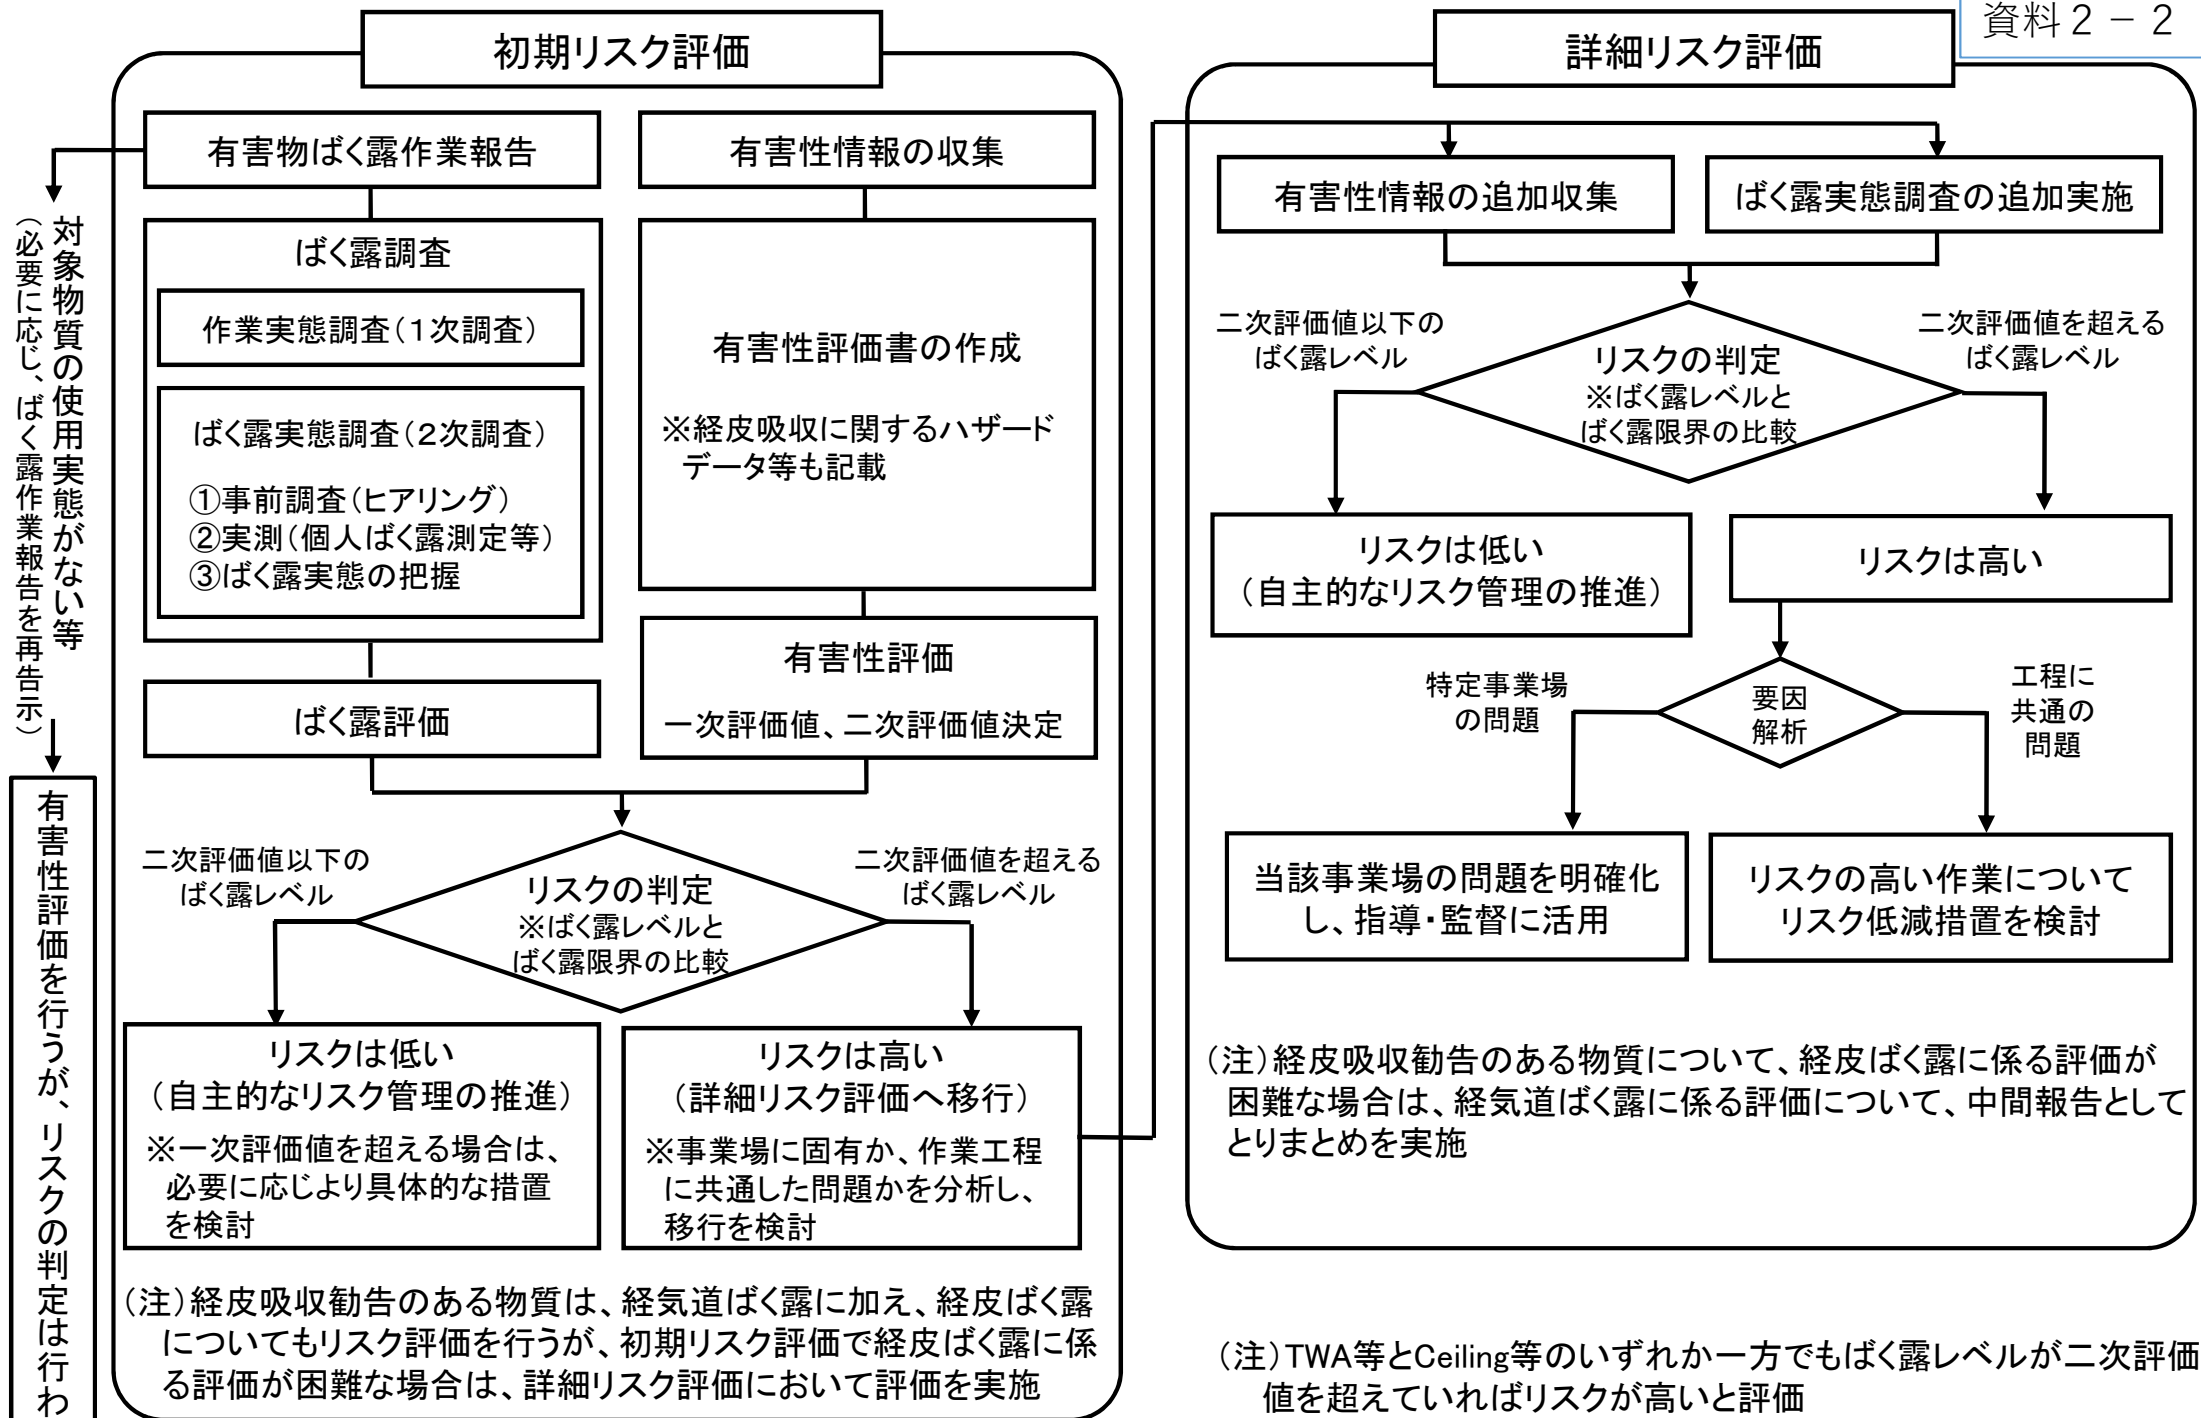 資料２－２
初期リスク評価
有害物ばく露作業報告
有害性情報の収集
対象物質の使用実態がない等
（必要に応じ、ばく露作業報告を再告示）
有害性評価を行うが、リスクの判定は行わ
ばく露調査
作業実態調査（１次調査）
ばく露実態調査（２次調査）
①事前調査（ヒアリング）
②実測（個人ばく露測定等）
③ばく露実態の把握
有害性評価書の作成
※経皮吸収に関するハザード
データ等も記載
ばく露評価
有害性評価
一次評価値、二次評価値決定
二次評価値以下の
ばく露レベル
リスクの判定
※ばく露レベルと
ばく露限界の比較
二次評価値を超える
ばく露レベル
リスクは低い
（自主的なリスク管理の推進）
※一次評価値を超える場合は、
必要に応じより具体的な措置
を検討
リスクは高い
（詳細リスク評価へ移行）
※事業場に固有か、作業工程
に共通した問題かを分析し、
移行を検討
（注）経皮吸収勧告のある物質は、経気道ばく露に加え、経皮ばく露
についてもリスク評価を行うが、初期リスク評価で経皮ばく露に係
る評価が困難な場合は、詳細リスク評価において評価を実施
詳細リスク評価
有害性情報の追加収集
ばく露実態調査の追加実施
二次評価値以下の
ばく露レベル
リスクの判定
※ばく露レベルと
ばく露限界の比較
二次評価値を超える
ばく露レベル
リスクは低い
（自主的なリスク管理の推進）
リスクは高い
特定事業場
の問題
要因
解析
工程に
共通の
問題
当該事業場の問題を明確化
し、指導・監督に活用
リスクの高い作業について
リスク低減措置を検討
（注）経皮吸収勧告のある物質について、経皮ばく露に係る評価が
困難な場合は、経気道ばく露に係る評価について、中間報告として
とりまとめを実施
（注）TWA等とCeiling等のいずれか一方でもばく露レベルが二次評価
値を超えていればリスクが高いと評価